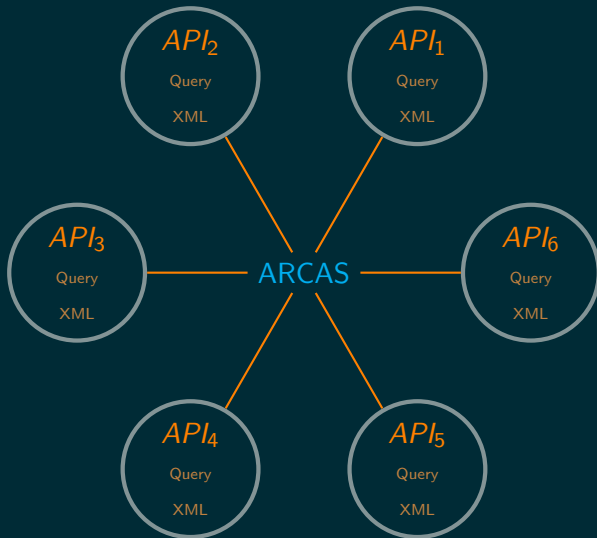 API₂
Query
XML
API₁
Query
XML
API₃
Query
XML
ARCAS
API₆
Query
XML
API₄
Query
XML
API₅
Query
XML